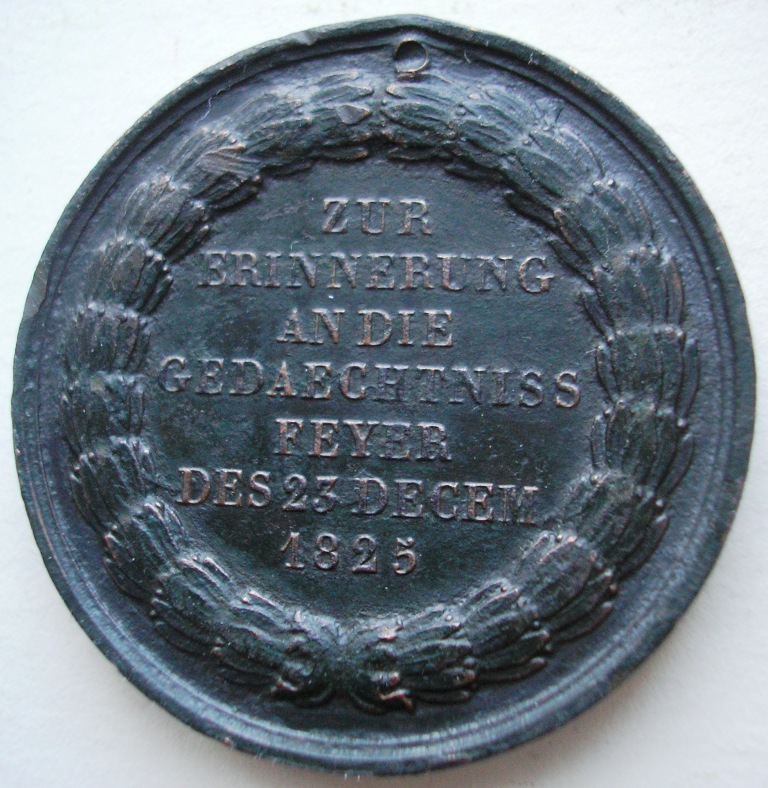 ZUR
ERINNERUNG
AN DIE
GEDAECHTNISS
FEYER
DES 23 DECEM
1825